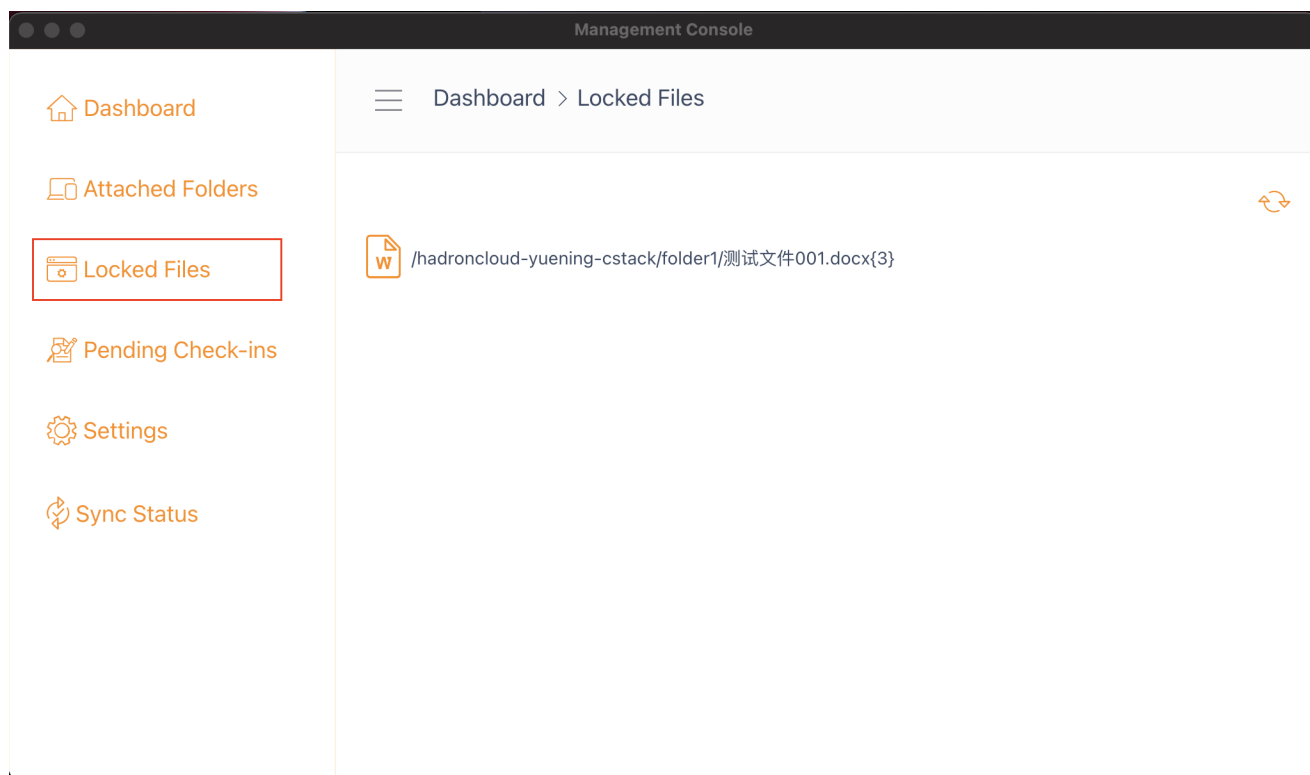 Management Console
Dashboard
Attached Folders
Locked Files
Pending Check-ins
Settings
Sync Status
Dashboard > Locked Files
W /hadroncloud-yuening-cstack/folder1/测试文件001.docx{3}